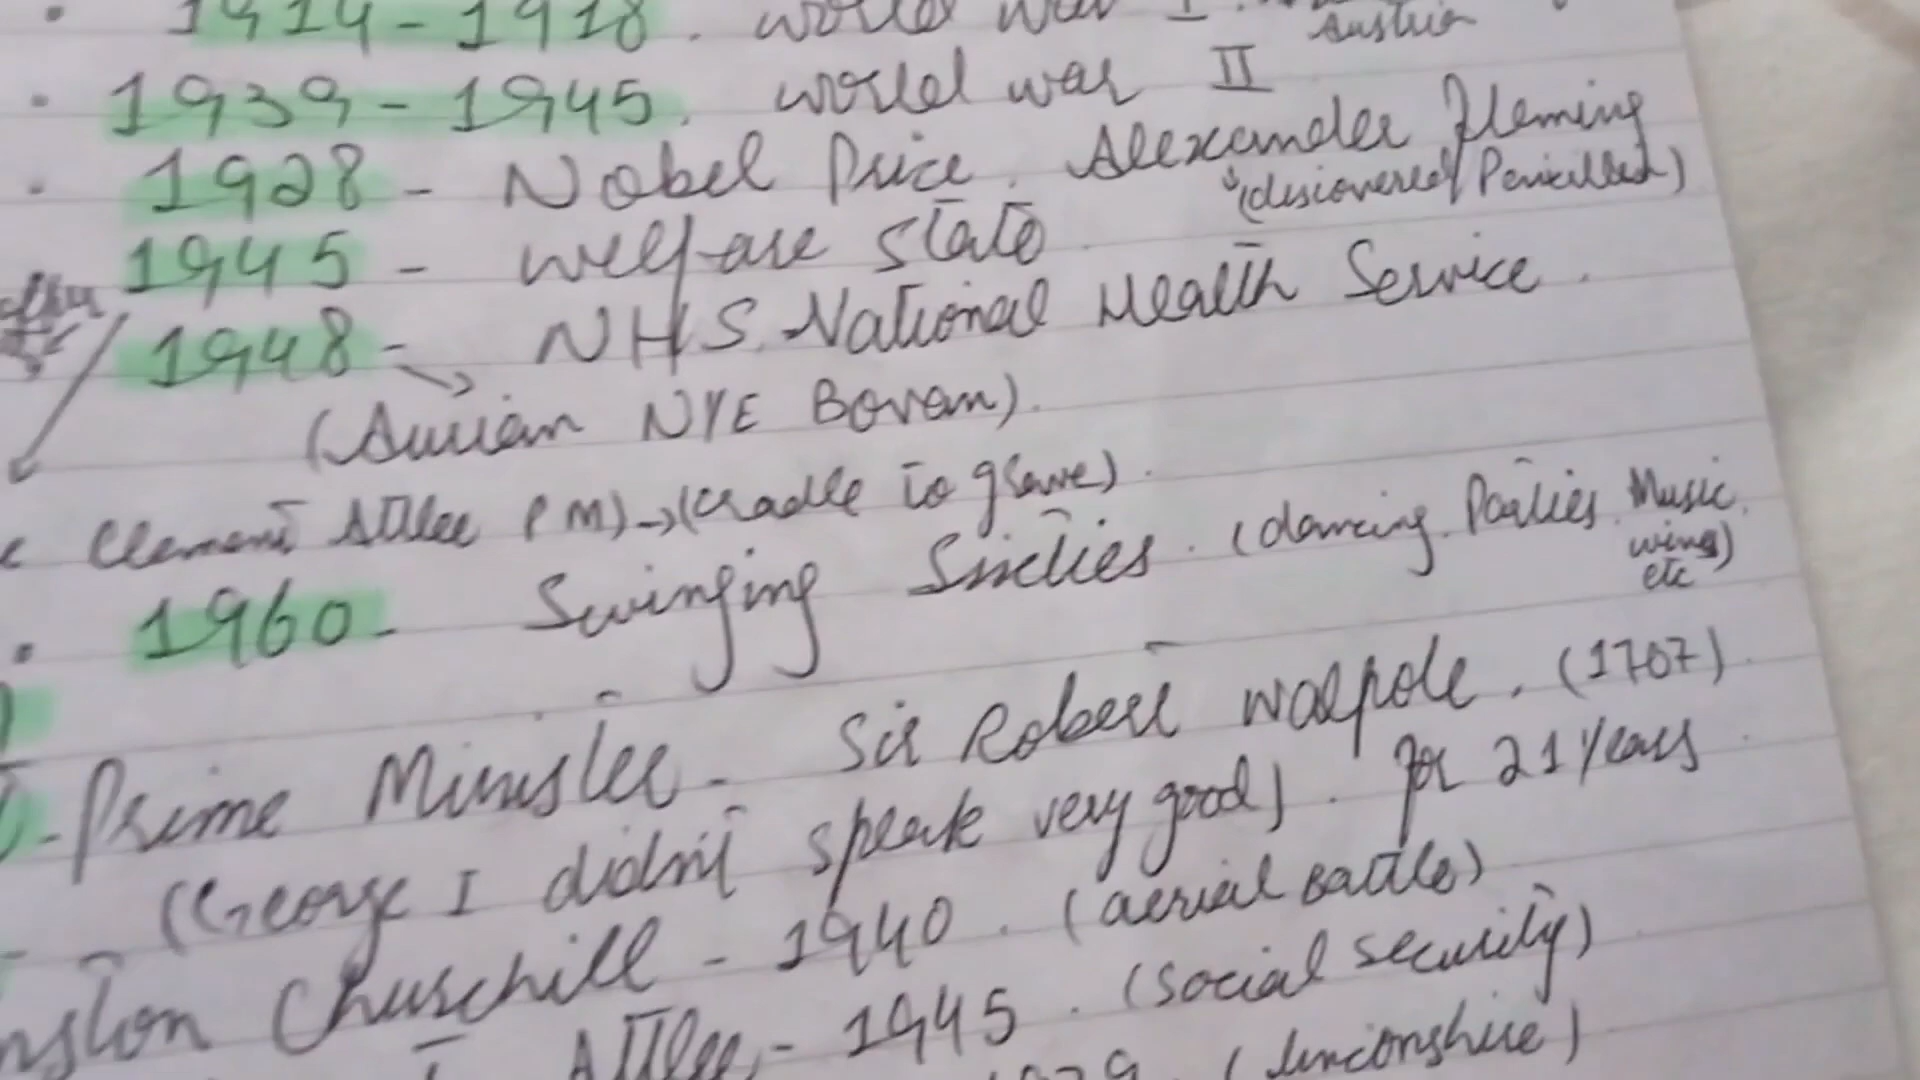 1914-1918. world war I. Austria
1939-1945. world war II
1928 - Nobel Price. Alexander Fleming
(discovered Penicillin)
1945 - welfare state
1948 - NHS. National Health Service.
(Aurian NYE Bovan).
Clement Attlee PM) → (cradle to grave).
1960 - Swinging Sixties. (dancing. Parties. Music.
etc)
Prime Minister - Sir Robert walpole. (1707)
(George I didn't speak very good). for 21 years
Churchill - 1940. (aerial battle)
Attlee, - 1945. (social security)
(Linconshire)